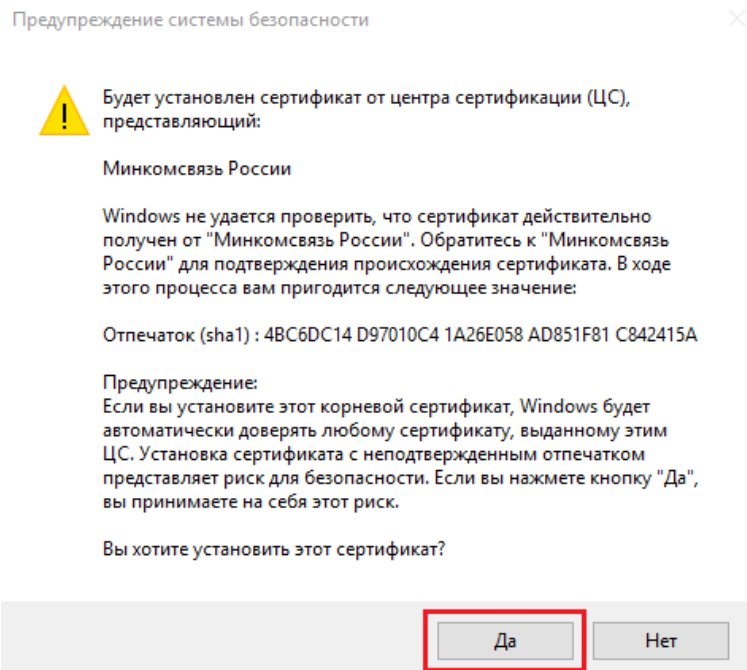 Предупреждение системы безопасности
Будет установлен сертификат от центра сертификации (ЦС),
представляющий:
Минкомсвязь России
Windows не удается проверить, что сертификат действительно
получен от "Минкомсвязь России". Обратитесь к "Минкомсвязь
России" для подтверждения происхождения сертификата. В ходе
этого процесса вам пригодится следующее значение:
Отпечаток (sha1) : 4BC6DC14 D97010C4 1A26E058 AD851F81 C842415A
Предупреждение:
Если вы установите этот корневой сертификат, Windows будет
автоматически доверять любому сертификату, выданному этим
ЦС. Установка сертификата с неподтвержденным отпечатком
представляет риск для безопасности. Если вы нажмете кнопку "Да",
вы принимаете на себя этот риск.
Вы хотите установить этот сертификат?
Да
Нет